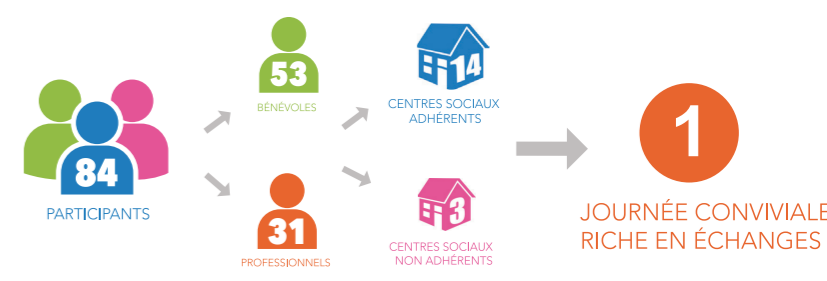 84
PARTICIPANTS
53
BÉNÉVOLES
31
PROFESSIONNELS
14
CENTRES SOCIAUX
ADHÉRENTS
3
CENTRES SOCIAUX
NON ADHÉRENTS
1
JOURNÉE CONVIVIALE
RICHE EN ÉCHANGES